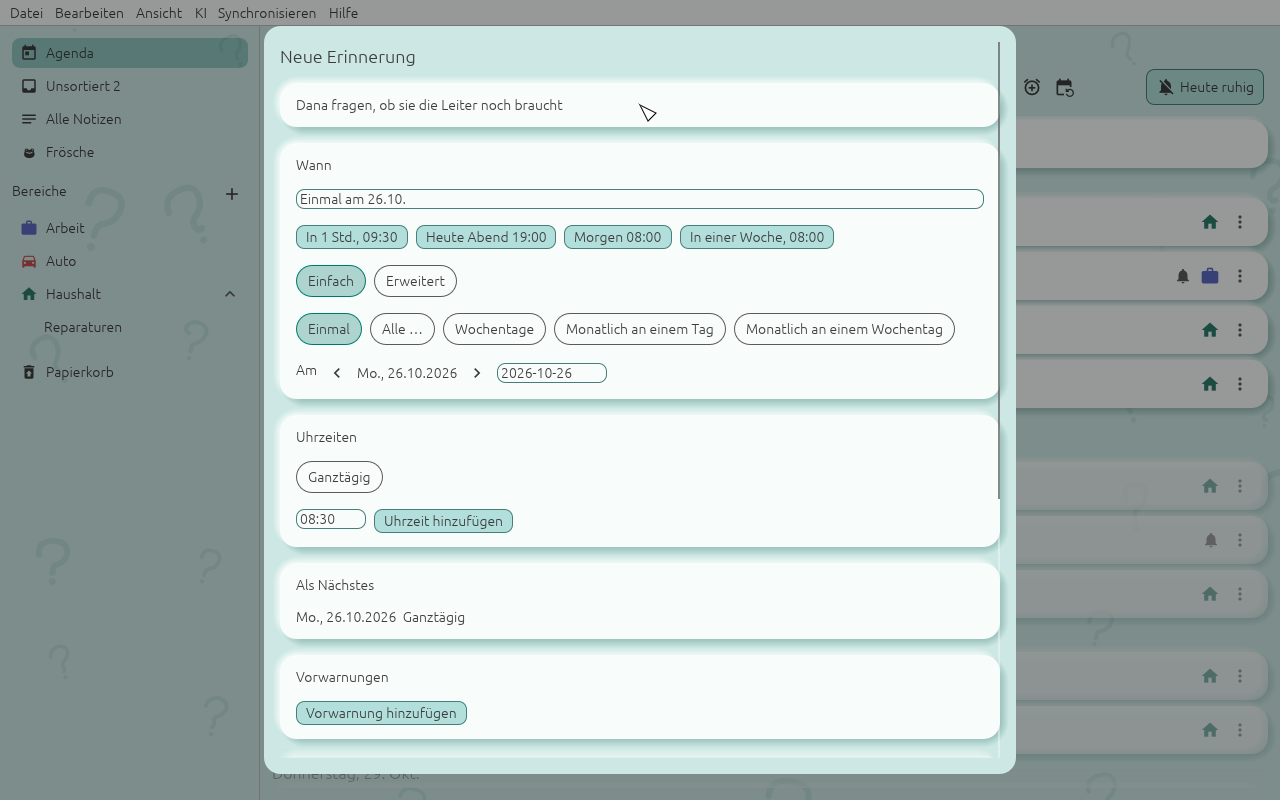 Datei Bearbeiten Ansicht KI Synchronisieren Hilfe
Agenda
Unsortiert 2
Alle Notizen
Frösche
Bereiche
Arbeit
Auto
Haushalt
Reparaturen
Papierkorb
Heute ruhig
Neue Erinnerung
Dana fragen, ob sie die Leiter noch braucht
Wann
Einmal am 26.10.
In 1 Std., 09:30 Heute Abend 19:00 Morgen 08:00 In einer Woche, 08:00
Einfach Erweitert
Einmal Alle … Wochentage Monatlich an einem Tag Monatlich an einem Wochentag
Am Mo., 26.10.2026 2026-10-26
Uhrzeiten
Ganztägig
08:30 Uhrzeit hinzufügen
Als Nächstes
Mo., 26.10.2026 Ganztägig
Vorwarnungen
Vorwarnung hinzufügen
Donnerstag, 29. Okt.